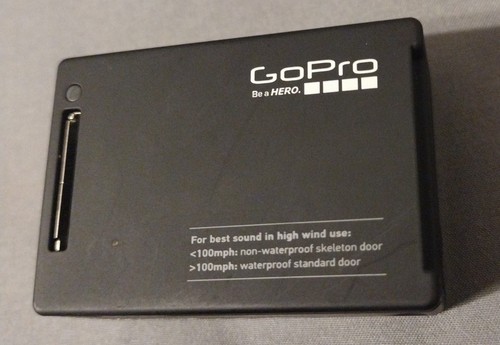 GoPro
Be a HERO.
For best sound in high wind use:
<100mph: non-waterproof skeleton door
>100mph: waterproof standard door